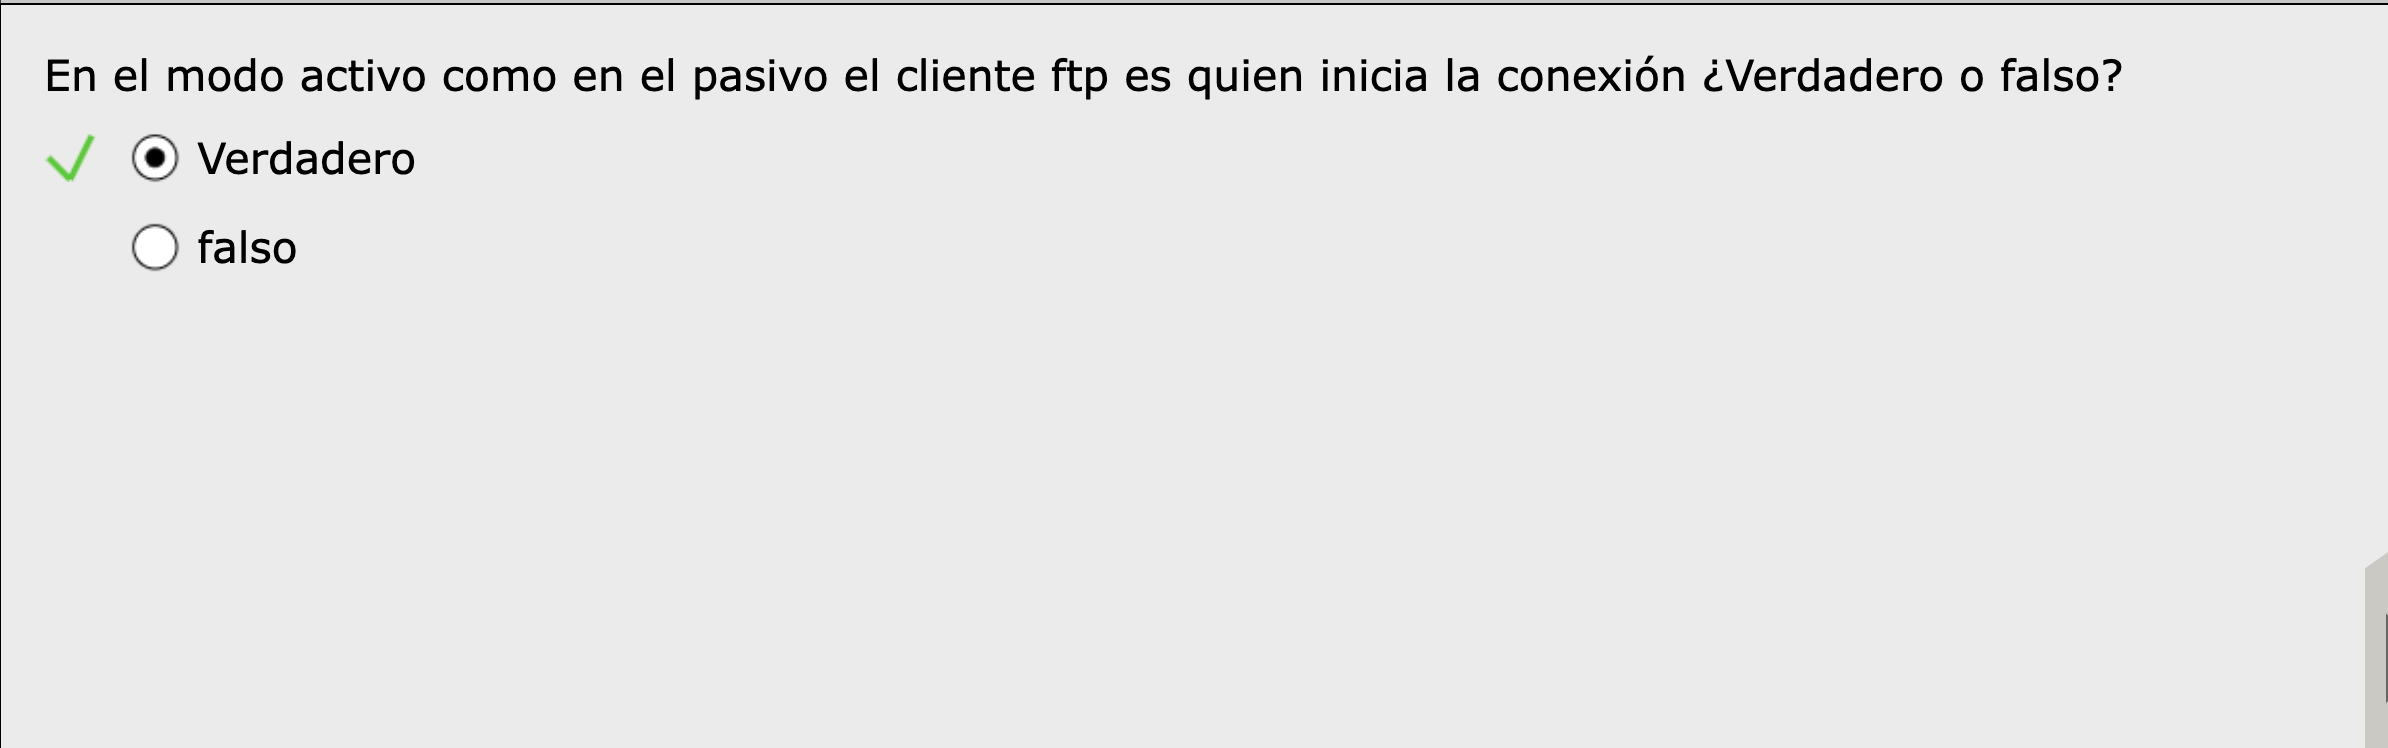 En el modo activo como en el pasivo el cliente ftp es quien inicia la conexión ¿Verdadero o falso?
Verdadero
falso